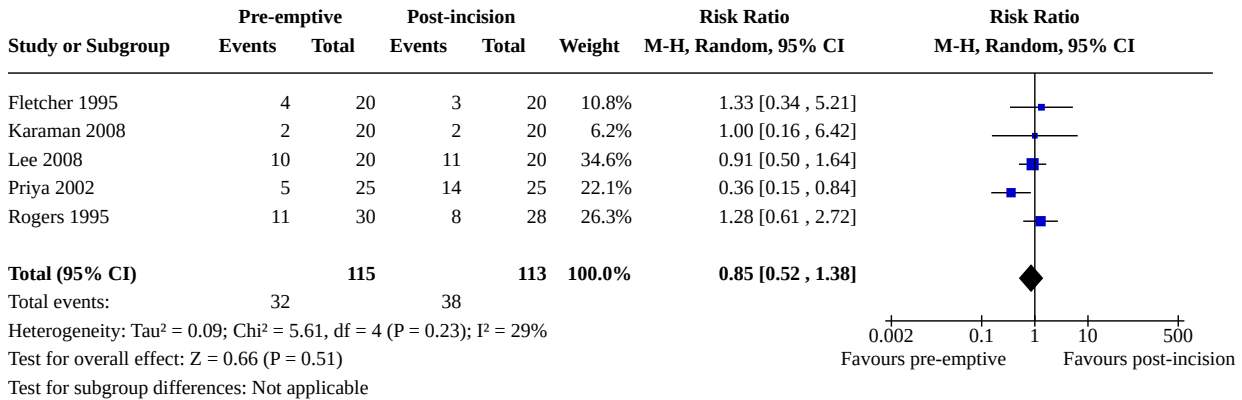 Pre-emptive Post-incision Risk Ratio Risk Ratio
Study or Subgroup Events Total Events Total Weight M-H, Random, 95% CI M-H, Random, 95% CI
Fletcher 1995 4 20 3 20 10.8% 1.33 [0.34 , 5.21]
Karaman 2008 2 20 2 20 6.2% 1.00 [0.16 , 6.42]
Lee 2008 10 20 11 20 34.6% 0.91 [0.50 , 1.64]
Priya 2002 5 25 14 25 22.1% 0.36 [0.15 , 0.84]
Rogers 1995 11 30 8 28 26.3% 1.28 [0.61 , 2.72]
Total (95% CI) 115 113 100.0% 0.85 [0.52 , 1.38]
Total events: 32 38
Heterogeneity: Tau² = 0.09; Chi² = 5.61, df = 4 (P = 0.23); I² = 29%
0.002 0.1 1 10 500
Test for overall effect: Z = 0.66 (P = 0.51)
Favours pre-emptive Favours post-incision
Test for subgroup differences: Not applicable